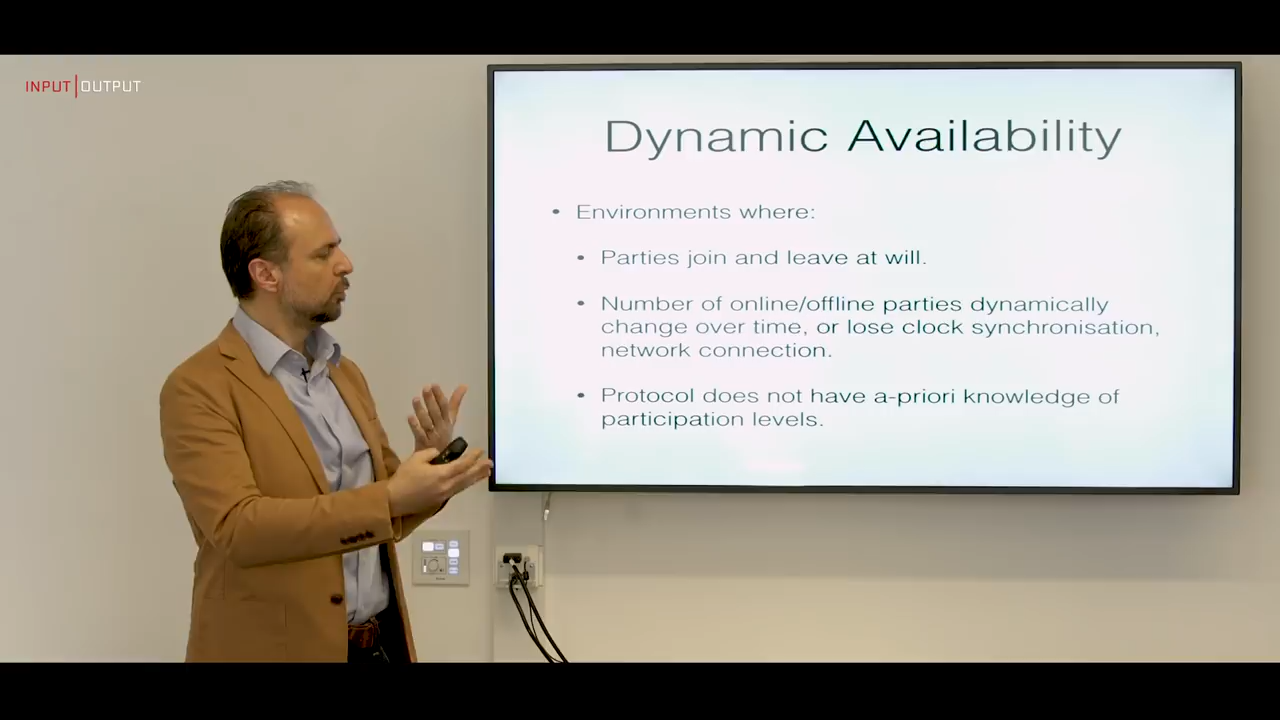 INPUT|OUTPUT
Dynamic Availability
• Environments where:
• Parties join and leave at will.
• Number of online/offline parties dynamically
change over time, or lose clock synchronisation,
network connection.
• Protocol does not have a-priori knowledge of
participation levels.